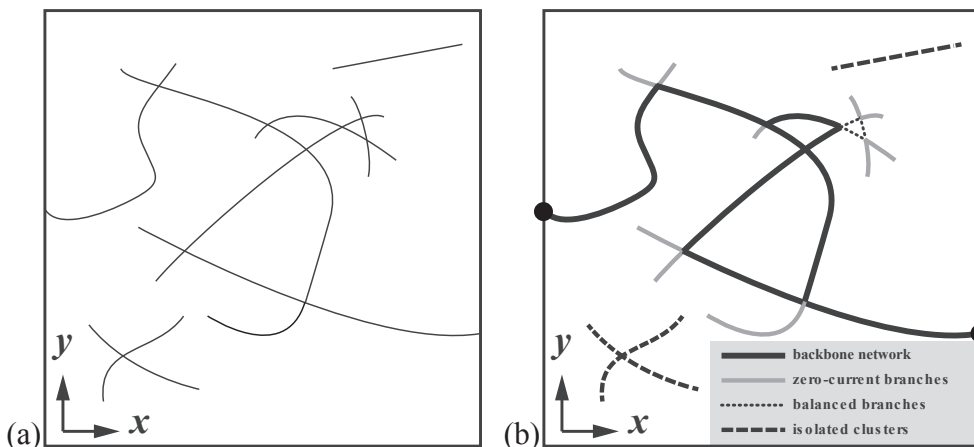 y
x
(a)
y
x
(b)
backbone network
zero-current branches
balanced branches
isolated clusters